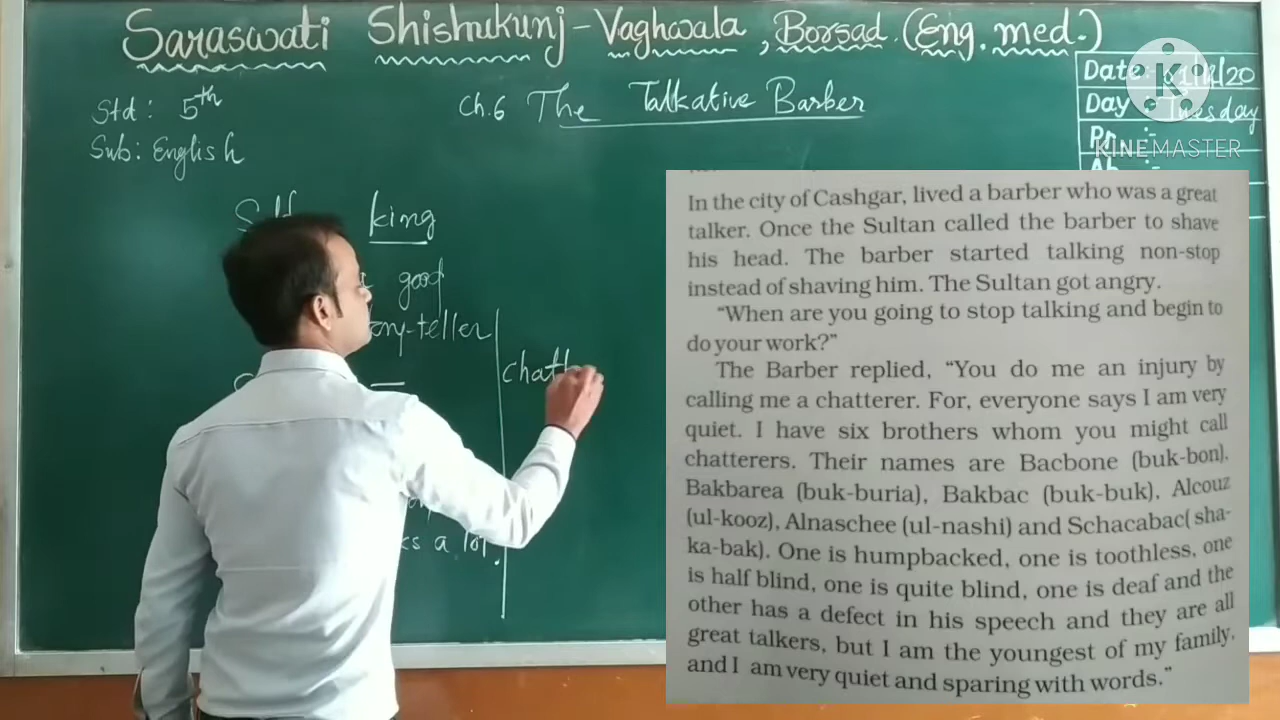 Saraswati Shishukunj - Vaghwala, Borsad. (Eng. med.)
Date
Day :- Tuesday
Pr. :-
Ab. :-
KINEMASTER
Std : 5th
Sub: English
Ch.6 The Talkative Barber
king
good
teller
a lot.
In the city of Cashgar, lived a barber who was a great
talker. Once the Sultan called the barber to shave
his head. The barber started talking non-stop
instead of shaving him. The Sultan got angry.
"When are you going to stop talking and begin to
do your work?"
The Barber replied, "You do me an injury by
calling me a chatterer. For, everyone says I am very
quiet. I have six brothers whom you might call
chatterers. Their names are Bacbone (buk-bon),
Bakbarea (buk-buria), Bakbac (buk-buk), Alcouz
(ul-kooz), Alnaschee (ul-nashi) and Schacabac( sha-
ka-bak). One is humpbacked, one is toothless, one
is half blind, one is quite blind, one is deaf and the
other has a defect in his speech and they are all
great talkers, but I am the youngest of my family,
and I am very quiet and sparing with words."